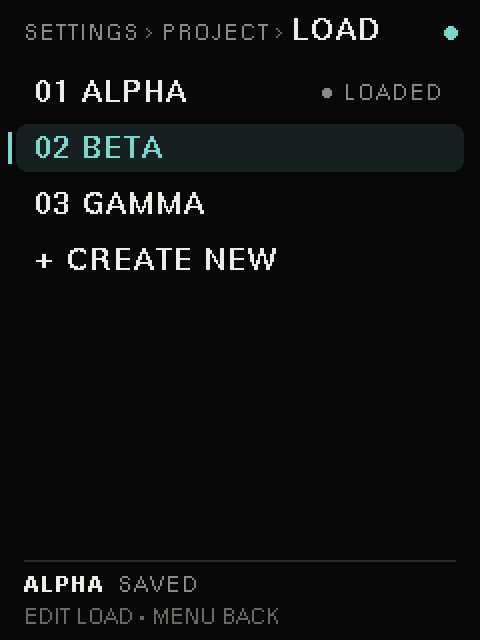 SETTINGS › PROJECT › LOAD
01 ALPHA • LOADED
02 BETA
03 GAMMA
+ CREATE NEW
ALPHA SAVED
EDIT LOAD • MENU BACK